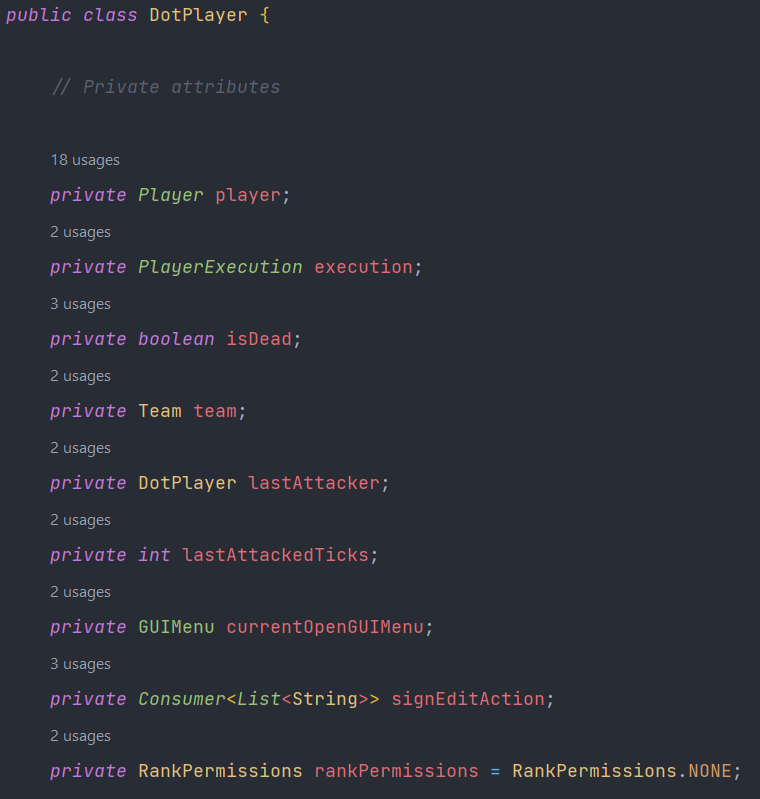 public class DotPlayer {
// Private attributes
18 usages
private Player player;
2 usages
private PlayerExecution execution;
3 usages
private boolean isDead;
2 usages
private Team team;
2 usages
private DotPlayer lastAttacker;
2 usages
private int lastAttackedTicks;
2 usages
private GUIMenu currentOpenGUIMenu;
3 usages
private Consumer<List<String>> signEditAction;
2 usages
private RankPermissions rankPermissions = RankPermissions.NONE;